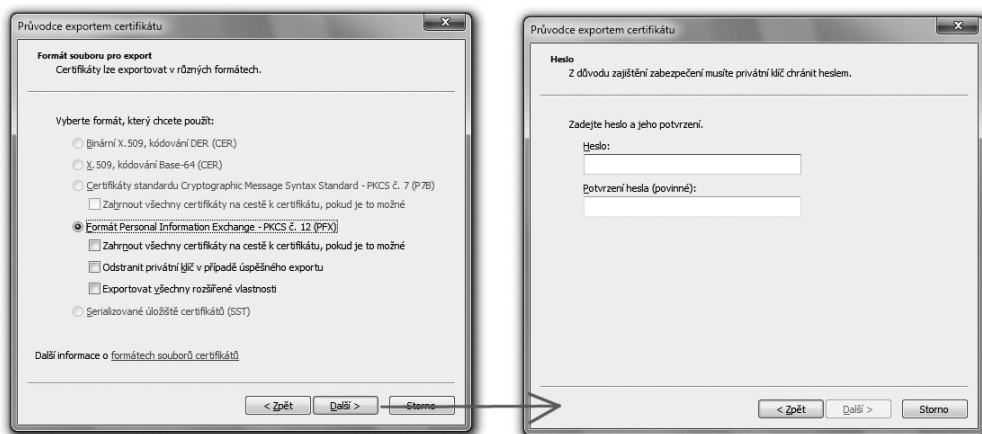 Průvodce exportem certifikátu
Formát souboru pro export
Certifikáty lze exportovat v různých formátech.
Vyberte formát, který chcete použít:
Binární X.509, kódování DER (CER)
X.509, kódování Base-64 (CER)
Certifikáty standardu Cryptographic Message Syntax Standard - PKCS č. 7 (P7B)
Zahrnout všechny certifikáty na cestě k certifikátu, pokud je to možné
Formát Personal Information Exchange - PKCS č. 12 (PFX)
Zahrnout všechny certifikáty na cestě k certifikátu, pokud je to možné
Odstranit privátní klíč v případě úspěšného exportu
Exportovat všechny rozšířené vlastnosti
Serializované úložiště certifikátů (SST)
Další informace o formátech souborů certifikátů
< Zpět Další > Storno
Průvodce exportem certifikátu
Heslo
Z důvodu zajištění zabezpečení musíte privátní klíč chránit heslem.
Zadejte heslo a jeho potvrzení.
Heslo:
Potvrzení hesla (povinné):
< Zpět Další > Storno